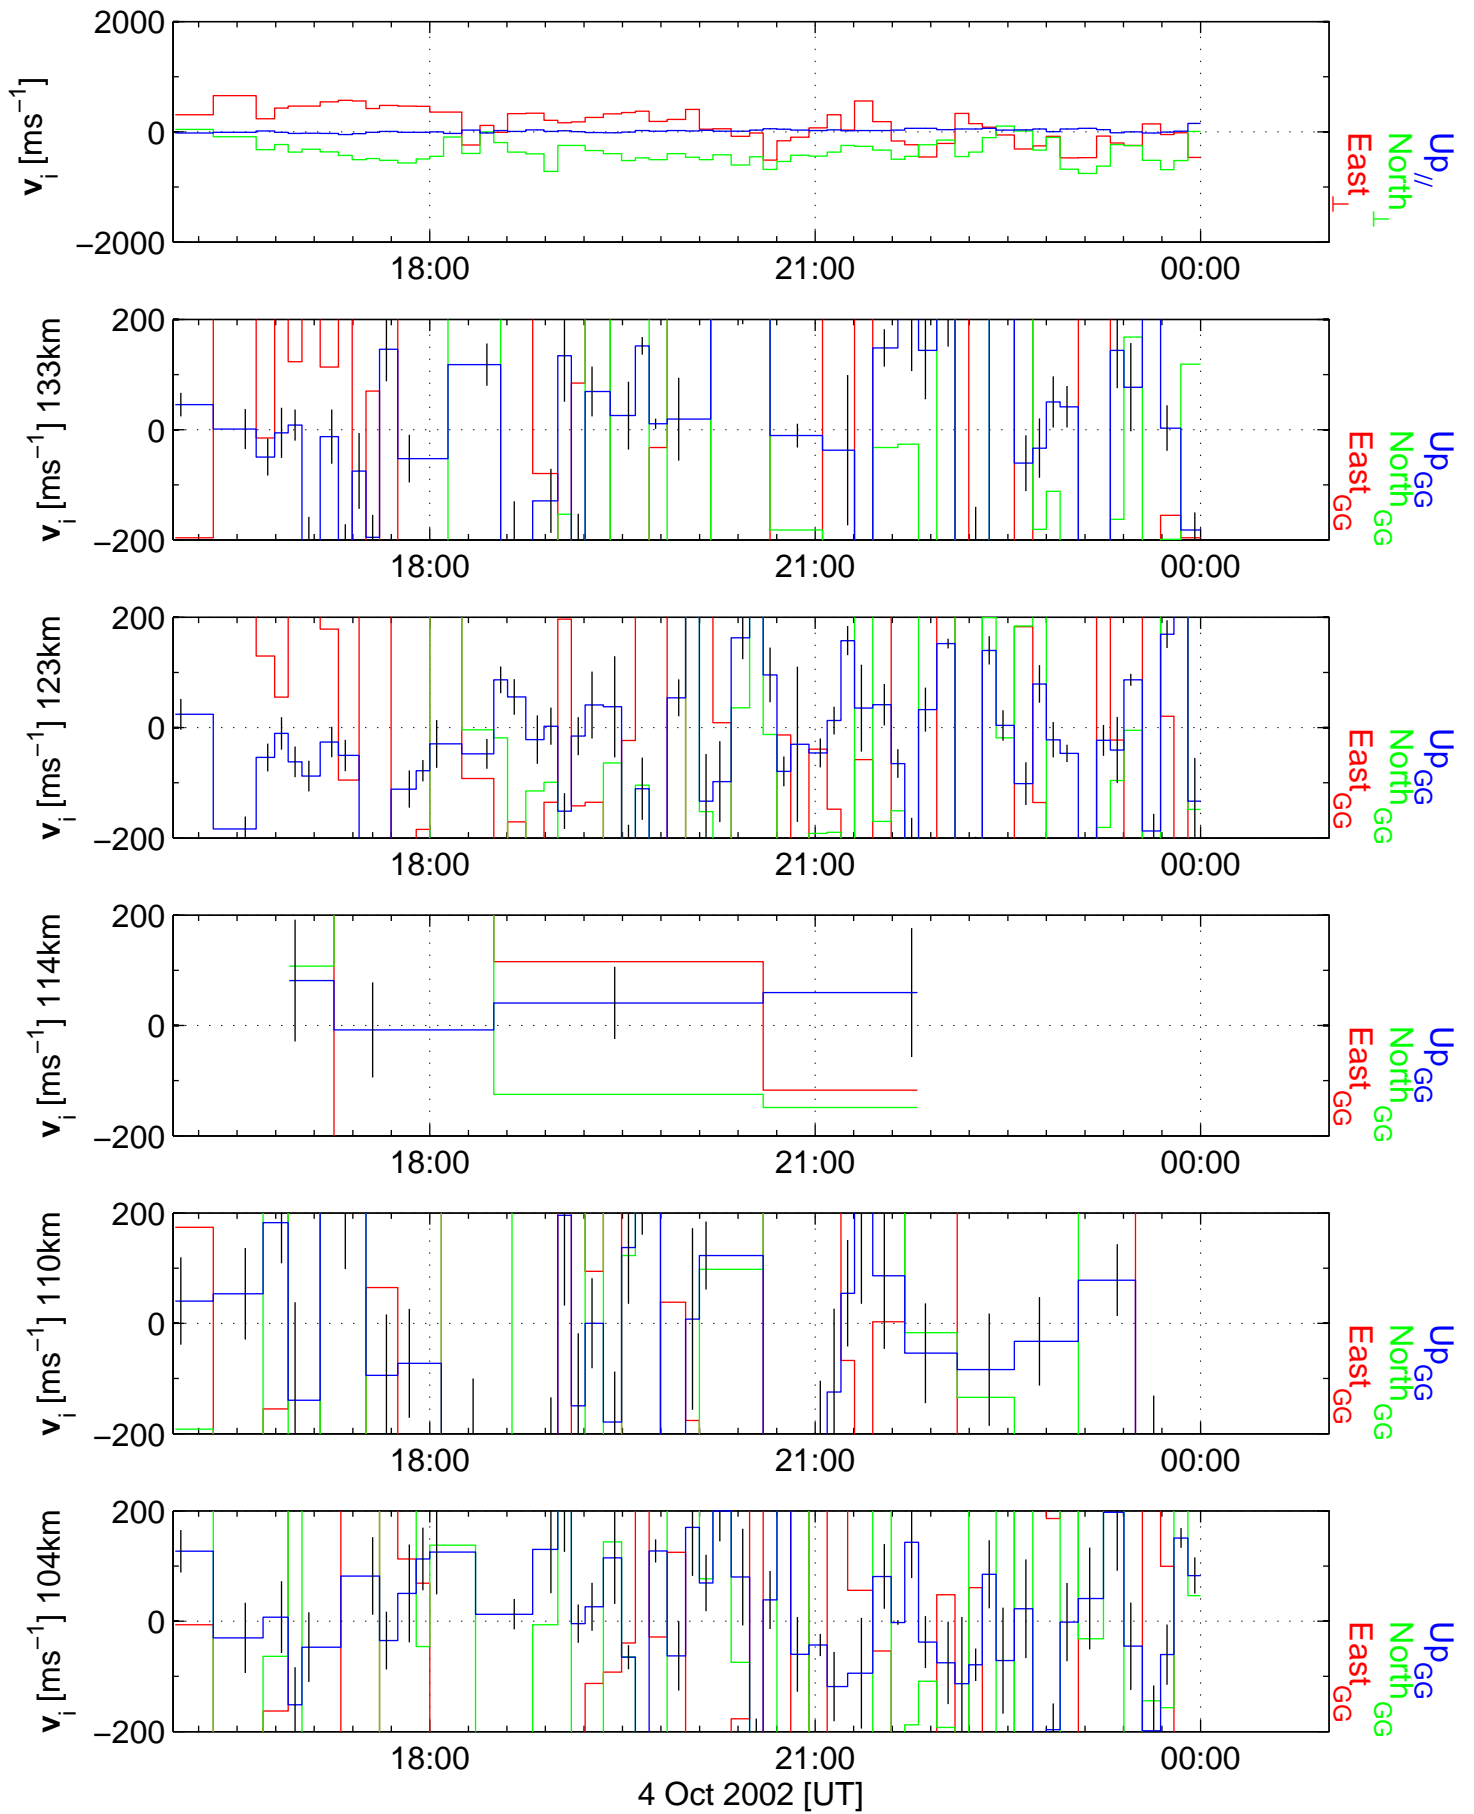 2000
0
−2000
v_i [ms^−1]
18:00
21:00
00:00
East_⊥
North_⊥
Up_//
200
0
−200
v_i [ms^−1] 133km
18:00
21:00
00:00
East_GG
North_GG
Up_GG
200
0
−200
v_i [ms^−1] 123km
18:00
21:00
00:00
East_GG
North_GG
Up_GG
200
0
−200
v_i [ms^−1] 114km
18:00
21:00
00:00
East_GG
North_GG
Up_GG
200
0
−200
v_i [ms^−1] 110km
18:00
21:00
00:00
East_GG
North_GG
Up_GG
200
0
−200
v_i [ms^−1] 104km
18:00
21:00
00:00
East_GG
North_GG
Up_GG
4 Oct 2002 [UT]